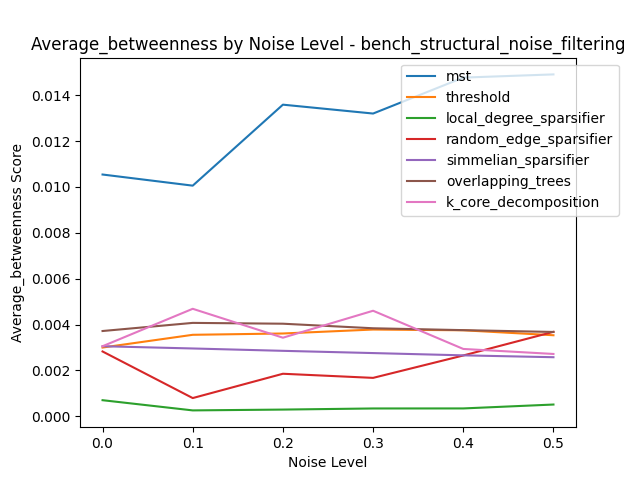 Average_betweenness by Noise Level - bench_structural_noise_filtering
mst
threshold
local_degree_sparsifier
random_edge_sparsifier
simmelian_sparsifier
overlapping_trees
k_core_decomposition
Average_betweenness Score
0.014
0.012
0.010
0.008
0.006
0.004
0.002
0.000
0.0 0.1 0.2 0.3 0.4 0.5
Noise Level